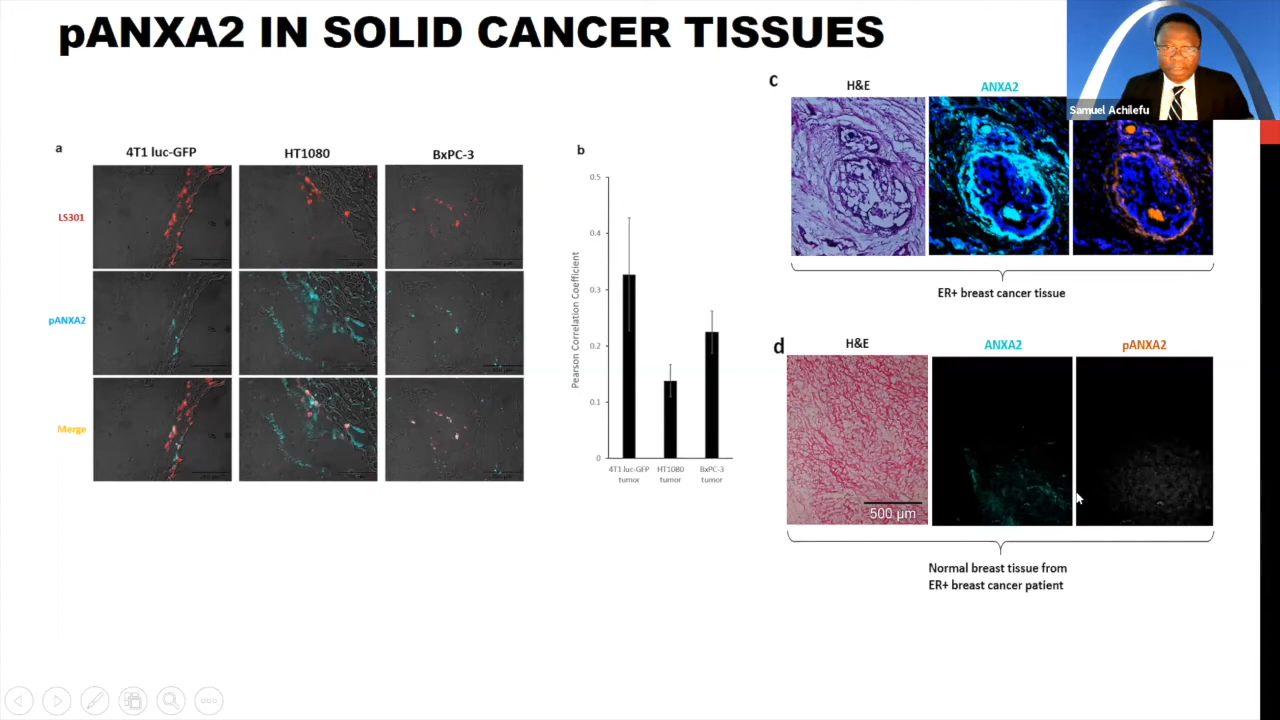 pANXA2 IN SOLID CANCER TISSUES
Samuel Achilefu
a
4T1 luc-GFP
HT1080
BxPC-3
LS301
pANXA2
Merge
b
Pearson Correlation Coefficient
0.5
0.4
0.3
0.2
0.1
0
4T1 luc-GFP
tumor
HT1080
tumor
BxPC-3
tumor
c
H&E
ANXA2
ER+ breast cancer tissue
d
H&E
ANXA2
pANXA2
500 µm
Normal breast tissue from
ER+ breast cancer patient